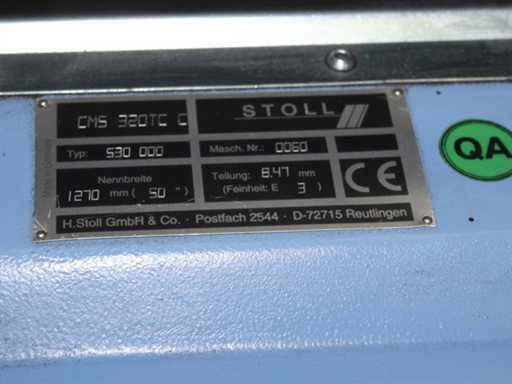 CMS 320TC C
STOLL
Typ: 530 000
Masch. Nr.: 0060
Nennbreite
1270 mm ( 50 ")
Teilung: 8.47 mm
(Feinheit: E 3 )
CE
H.Stoll GmbH & Co. · Postfach 2544 · D-72715 Reutlingen
QA